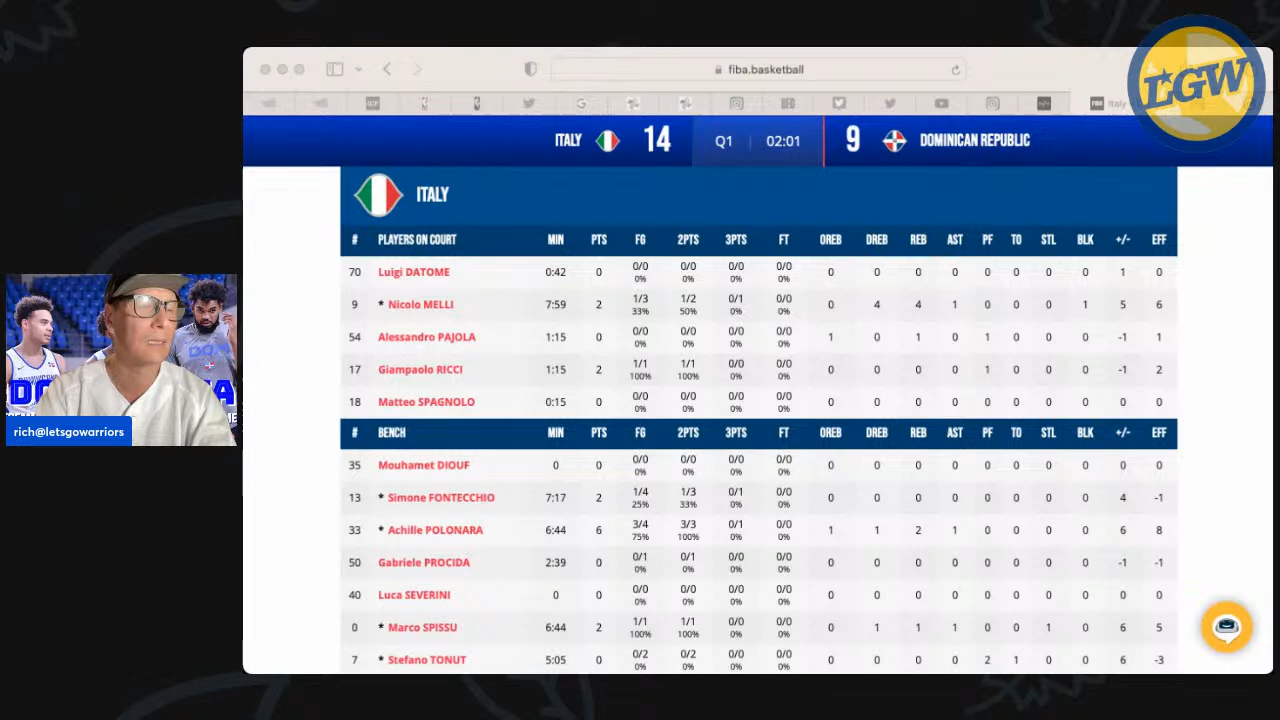 fiba.basketball
LGW
ITALY 14 Q1 02:01 9 DOMINICAN REPUBLIC
ITALY
# PLAYERS ON COURT MIN PTS FG 2PTS 3PTS FT OREB DREB REB AST PF TO STL BLK +/- EFF
70 Luigi DATOME 0:42 0 0/0 0/0 0/0 0/0 0 0 0 0 0 0 0 0 1 0
0% 0% 0% 0%
9 * Nicolo MELLI 7:59 2 1/3 1/2 0/1 0/0 0 4 4 1 0 0 0 1 5 6
33% 50% 0% 0%
54 Alessandro PAJOLA 1:15 0 0/0 0/0 0/0 0/0 1 0 1 0 1 0 0 0 -1 1
0% 0% 0% 0%
17 Giampaolo RICCI 1:15 2 1/1 1/1 0/0 0/0 0 0 0 0 1 0 0 0 -1 2
100% 100% 0% 0%
18 Matteo SPAGNOLO 0:15 0 0/0 0/0 0/0 0/0 0 0 0 0 0 0 0 0 0 0
0% 0% 0% 0%
# BENCH MIN PTS FG 2PTS 3PTS FT OREB DREB REB AST PF TO STL BLK +/- EFF
35 Mouhamet DIOUF 0 0 0/0 0/0 0/0 0/0 0 0 0 0 0 0 0 0 0 0
0% 0% 0% 0%
13 * Simone FONTECCHIO 7:17 2 1/4 1/3 0/1 0/0 0 0 0 0 0 0 0 0 4 -1
25% 33% 0% 0%
33 * Achille POLONARA 6:44 6 3/4 3/3 0/1 0/0 1 1 2 1 0 0 0 0 6 8
75% 100% 0% 0%
50 Gabriele PROCIDA 2:39 0 0/1 0/1 0/0 0/0 0 0 0 0 0 0 0 0 -1 -1
0% 0% 0% 0%
40 Luca SEVERINI 0 0 0/0 0/0 0/0 0/0 0 0 0 0 0 0 0 0 0 0
0% 0% 0% 0%
0 * Marco SPISSU 6:44 2 1/1 1/1 0/0 0/0 0 1 1 1 0 0 1 0 6 5
100% 100% 0% 0%
7 * Stefano TONUT 5:05 0 0/2 0/2 0/0 0/0 0 0 0 0 2 1 0 0 6 -3
0% 0% 0% 0%
rich@letsgowarriors